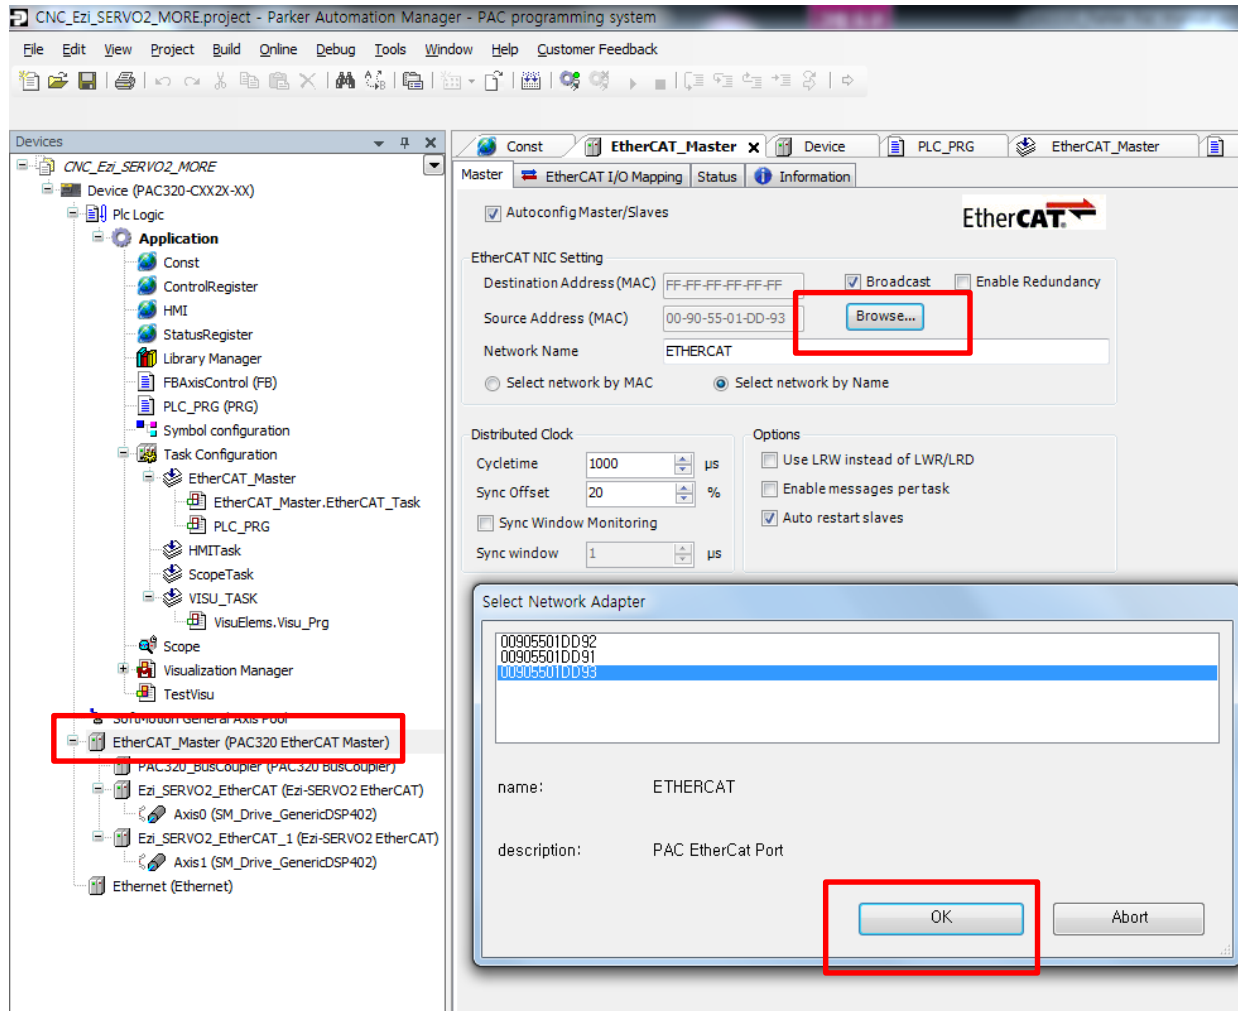 CNC_Ezi_SERVO2_MORE.project - Parker Automation Manager - PAC programming system
File Edit View Project Build Online Debug Tools Window Help Customer Feedback
Devices
CNC_Ezi_SERVO2_MORE
Device (PAC320-CXX2X-XX)
Plc Logic
Application
Const
ControlRegister
HMI
StatusRegister
Library Manager
FBAxisControl (FB)
PLC_PRG (PRG)
Symbol configuration
Task Configuration
EtherCAT_Master
EtherCAT_Master.EtherCAT_Task
PLC_PRG
HMITask
ScopeTask
VISU_TASK
VisuElems.Visu_Prg
Scope
Visualization Manager
TestVisu
SoftMotion General Axis Pool
EtherCAT_Master (PAC320 EtherCAT Master)
PAC320_BusCoupler (PAC320 BusCoupler)
Ezi_SERVO2_EtherCAT (Ezi-SERVO2 EtherCAT)
Axis0 (SM_Drive_GenericDSP402)
Ezi_SERVO2_EtherCAT_1 (Ezi-SERVO2 EtherCAT)
Axis1 (SM_Drive_GenericDSP402)
Ethernet (Ethernet)
Const EtherCAT_Master Device PLC_PRG EtherCAT_Master
Master EtherCAT I/O Mapping Status Information
Autoconfig Master/Slaves
EtherCAT
EtherCAT NIC Setting
Destination Address (MAC) FF-FF-FF-FF-FF-FF Broadcast Enable Redundancy
Source Address (MAC) 00-90-55-01-DD-93 Browse...
Network Name ETHERCAT
Select network by MAC Select network by Name
Distributed Clock
Cycletime 1000 µs
Sync Offset 20 %
Sync Window Monitoring
Sync window 1 µs
Options
Use LRW instead of LWR/LRD
Enable messages per task
Auto restart slaves
Select Network Adapter
00905501DD92
00905501DD91
00905501DD93
name: ETHERCAT
description: PAC EtherCat Port
OK Abort